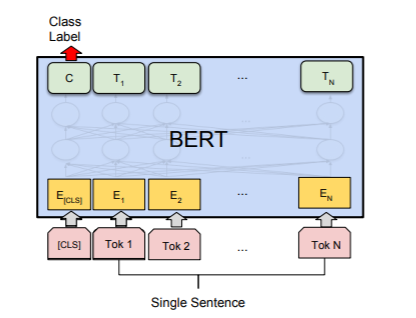 Class
Label
C T1 T2 ... TN
BERT
E[CLS] E1 E2 ... EN
[CLS] Tok 1 Tok 2 ... Tok N
Single Sentence